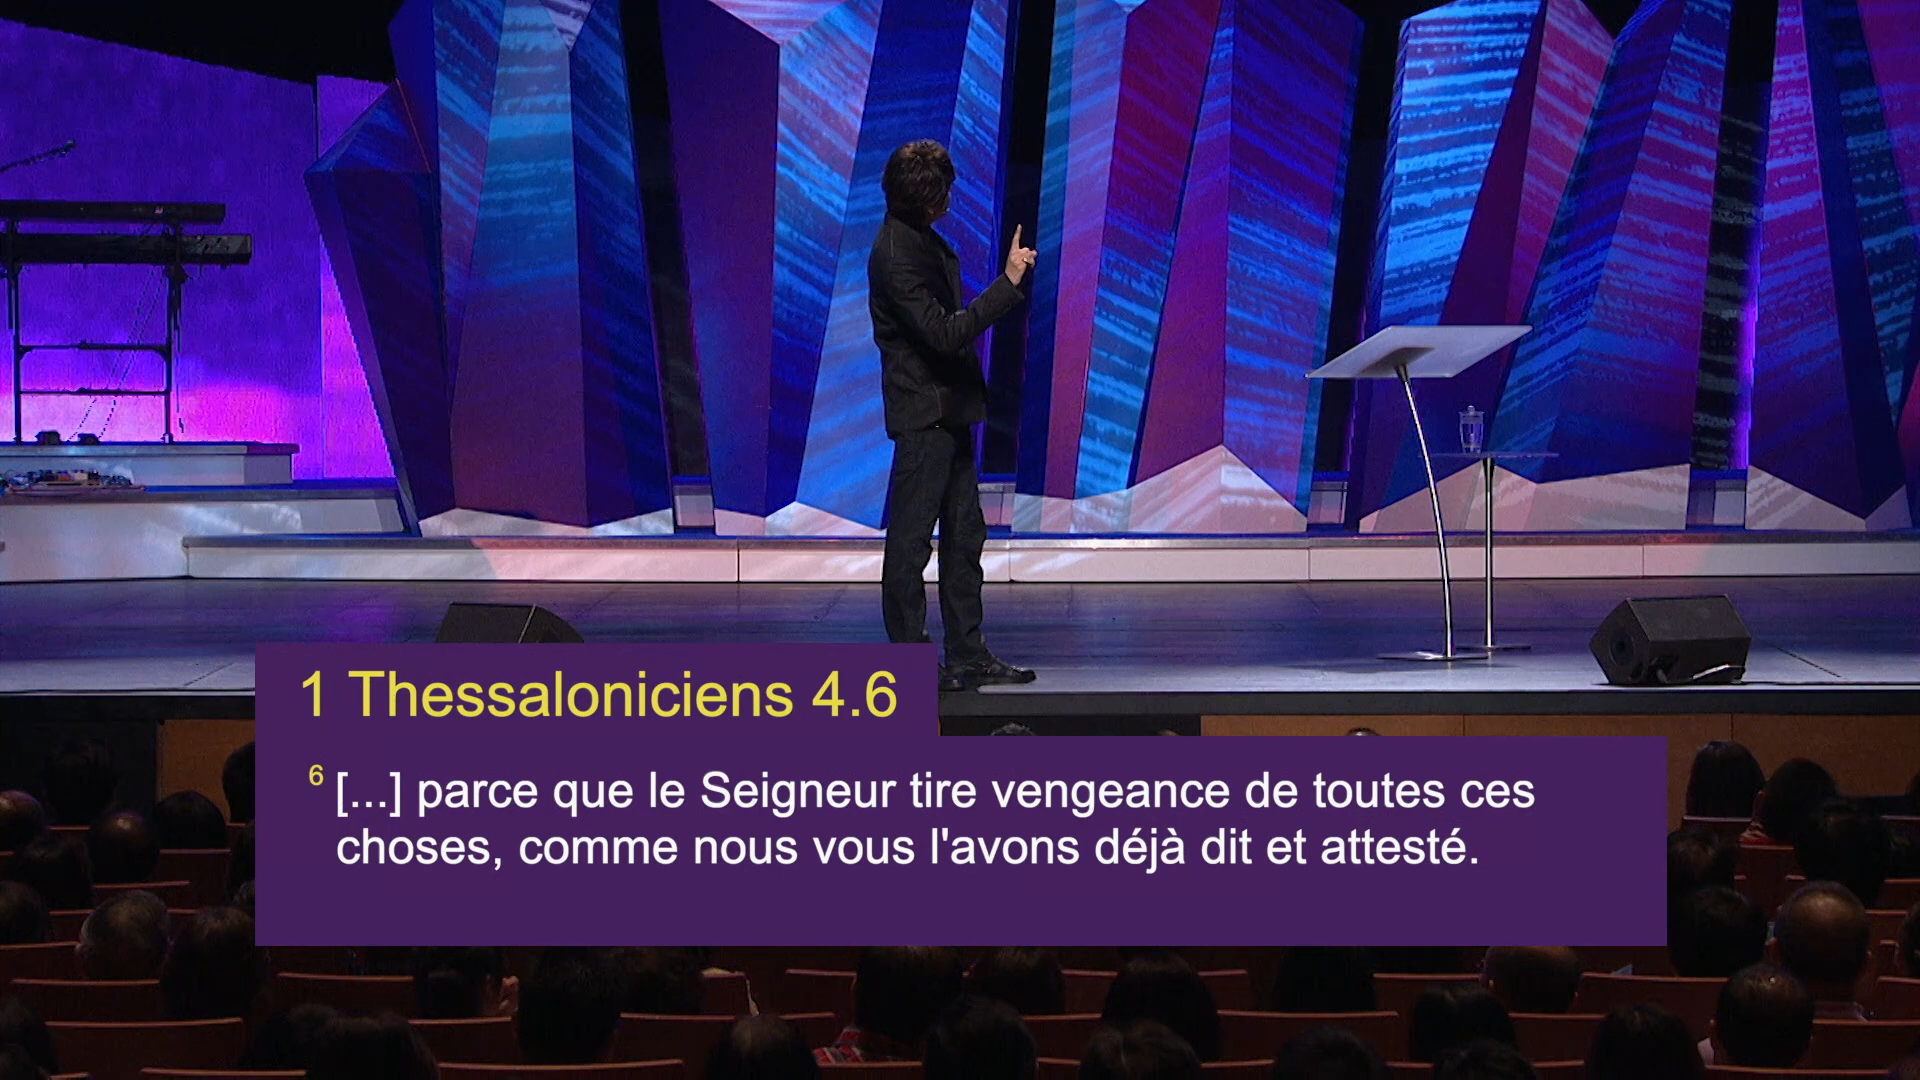 1 Thessaloniciens 4.6
6 [...] parce que le Seigneur tire vengeance de toutes ces
choses, comme nous vous l'avons déjà dit et attesté.